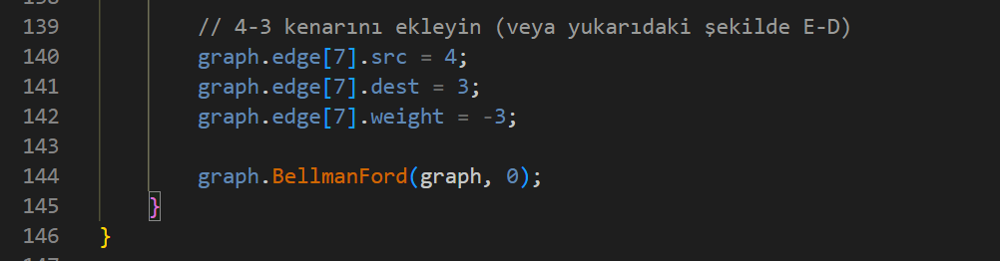 139 // 4-3 kenarını ekleyin (veya yukarıdaki şekilde E-D)
140 graph.edge[7].src = 4;
141 graph.edge[7].dest = 3;
142 graph.edge[7].weight = -3;
143
144 graph.BellmanFord(graph, 0);
145 }
146 }